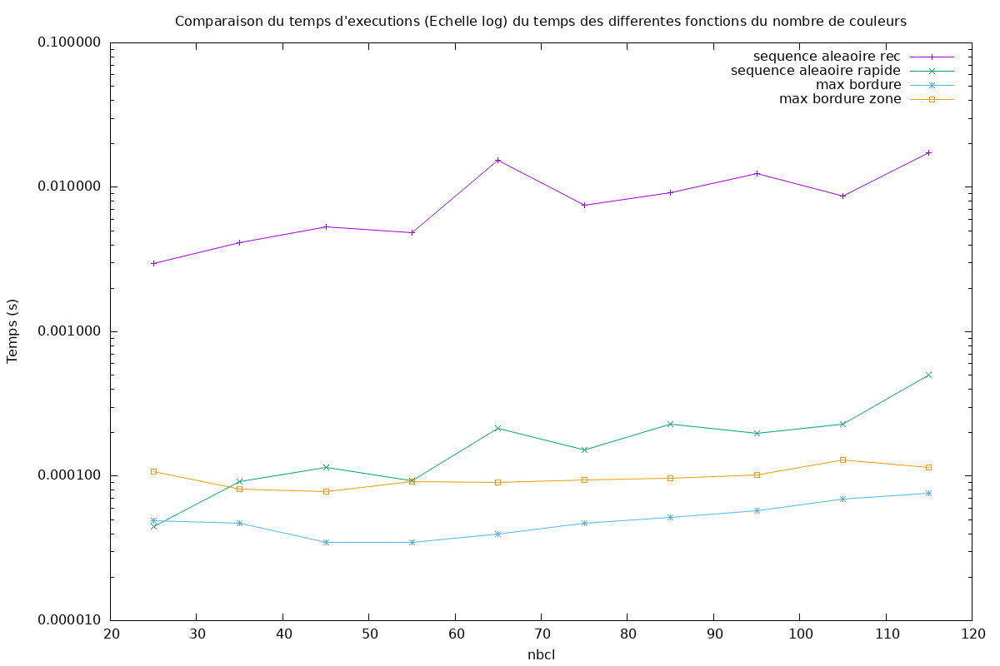 Comparaison du temps d'executions (Echelle log) du temps des differentes fonctions du nombre de couleurs
0.100000
0.010000
0.001000
0.000100
0.000010
Temps (s)
sequence aleaoire rec
sequence aleaoire rapide
max bordure
max bordure zone
20 30 40 50 60 70 80 90 100 110 120
nbcl